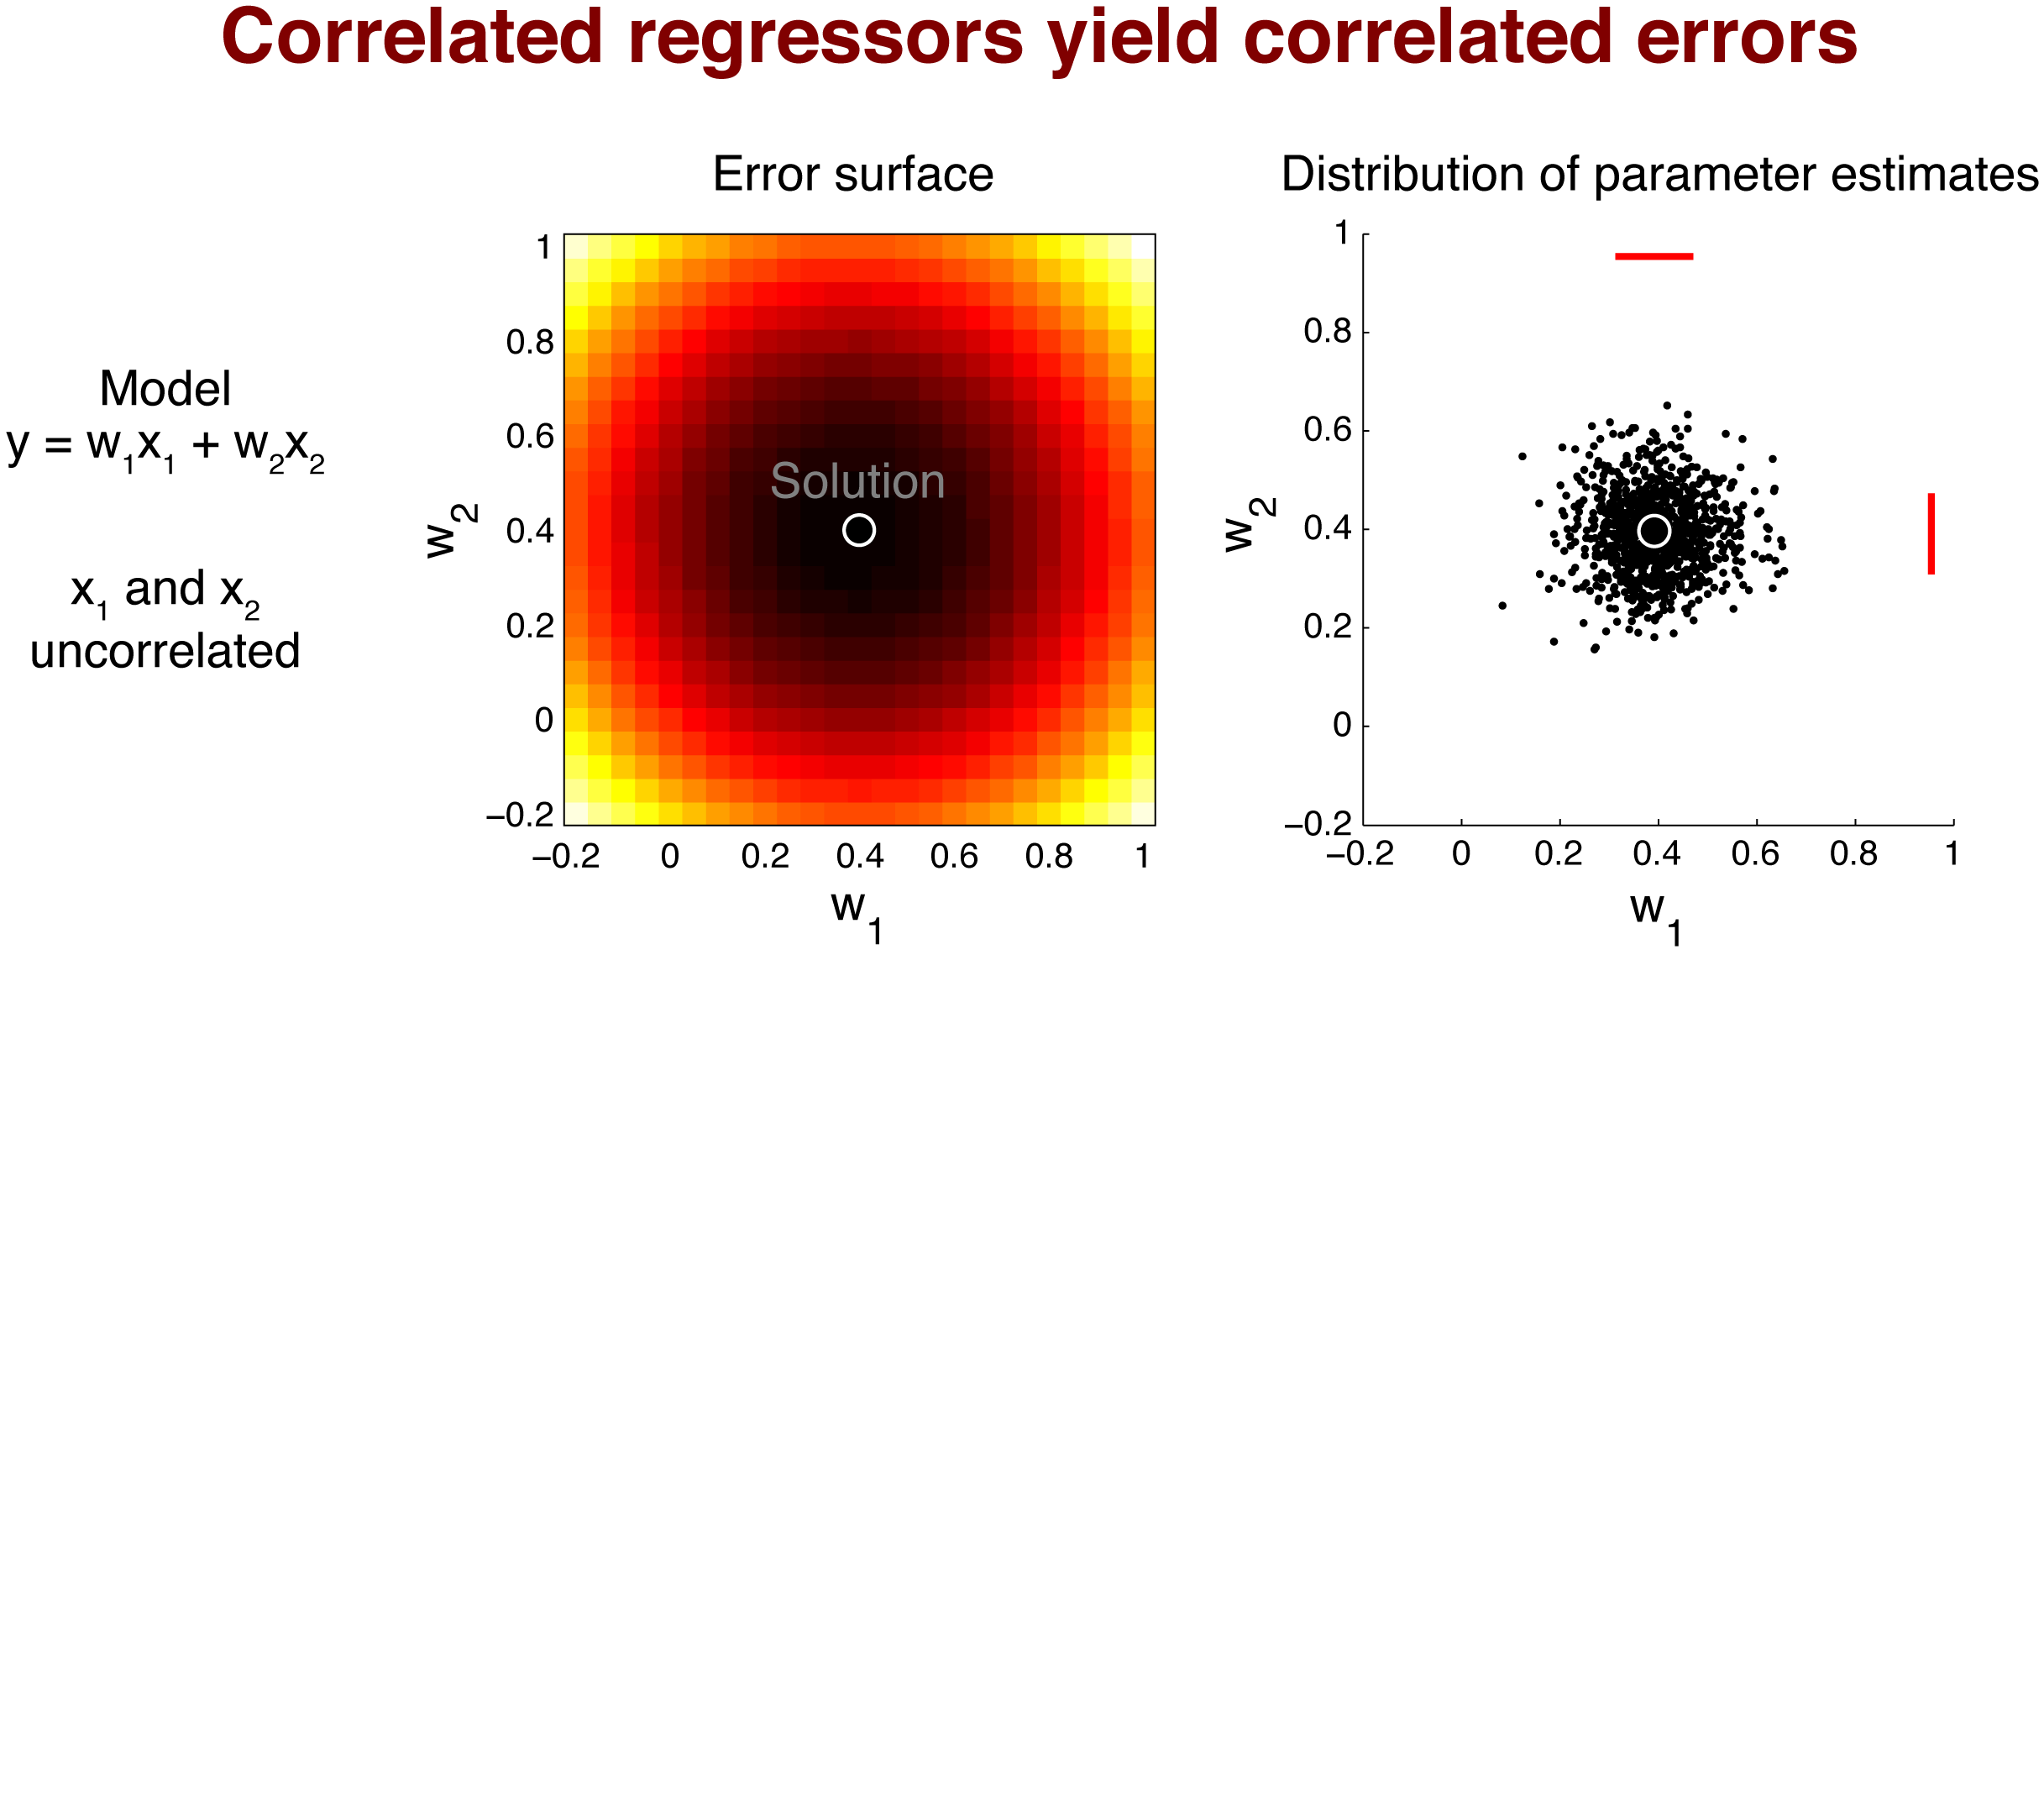 Correlated regressors yield correlated errors
Error surface
Distribution of parameter estimates
Model
y = w1x1 + w2x2
x1 and x2
uncorrelated
1
0.8
0.6
0.4
0.2
0
−0.2
w2
Solution
−0.2 0 0.2 0.4 0.6 0.8 1
w1
1
0.8
0.6
0.4
0.2
0
−0.2
w2
−0.2 0 0.2 0.4 0.6 0.8 1
w1